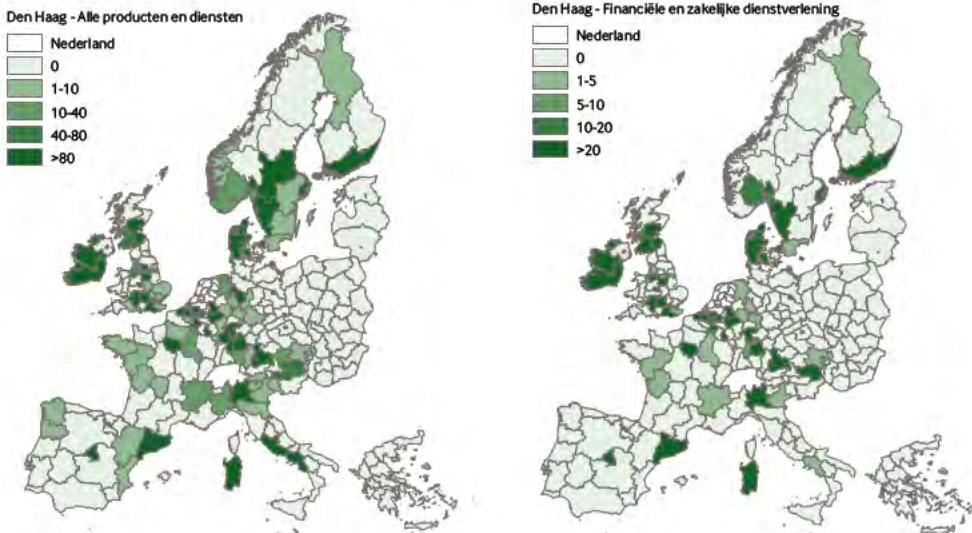 Den Haag - Alle producten en diensten
Nederland
0
1-10
10-40
40-80
>80
Den Haag - Financiële en zakelijke dienstverlening
Nederland
0
1-5
5-10
10-20
>20